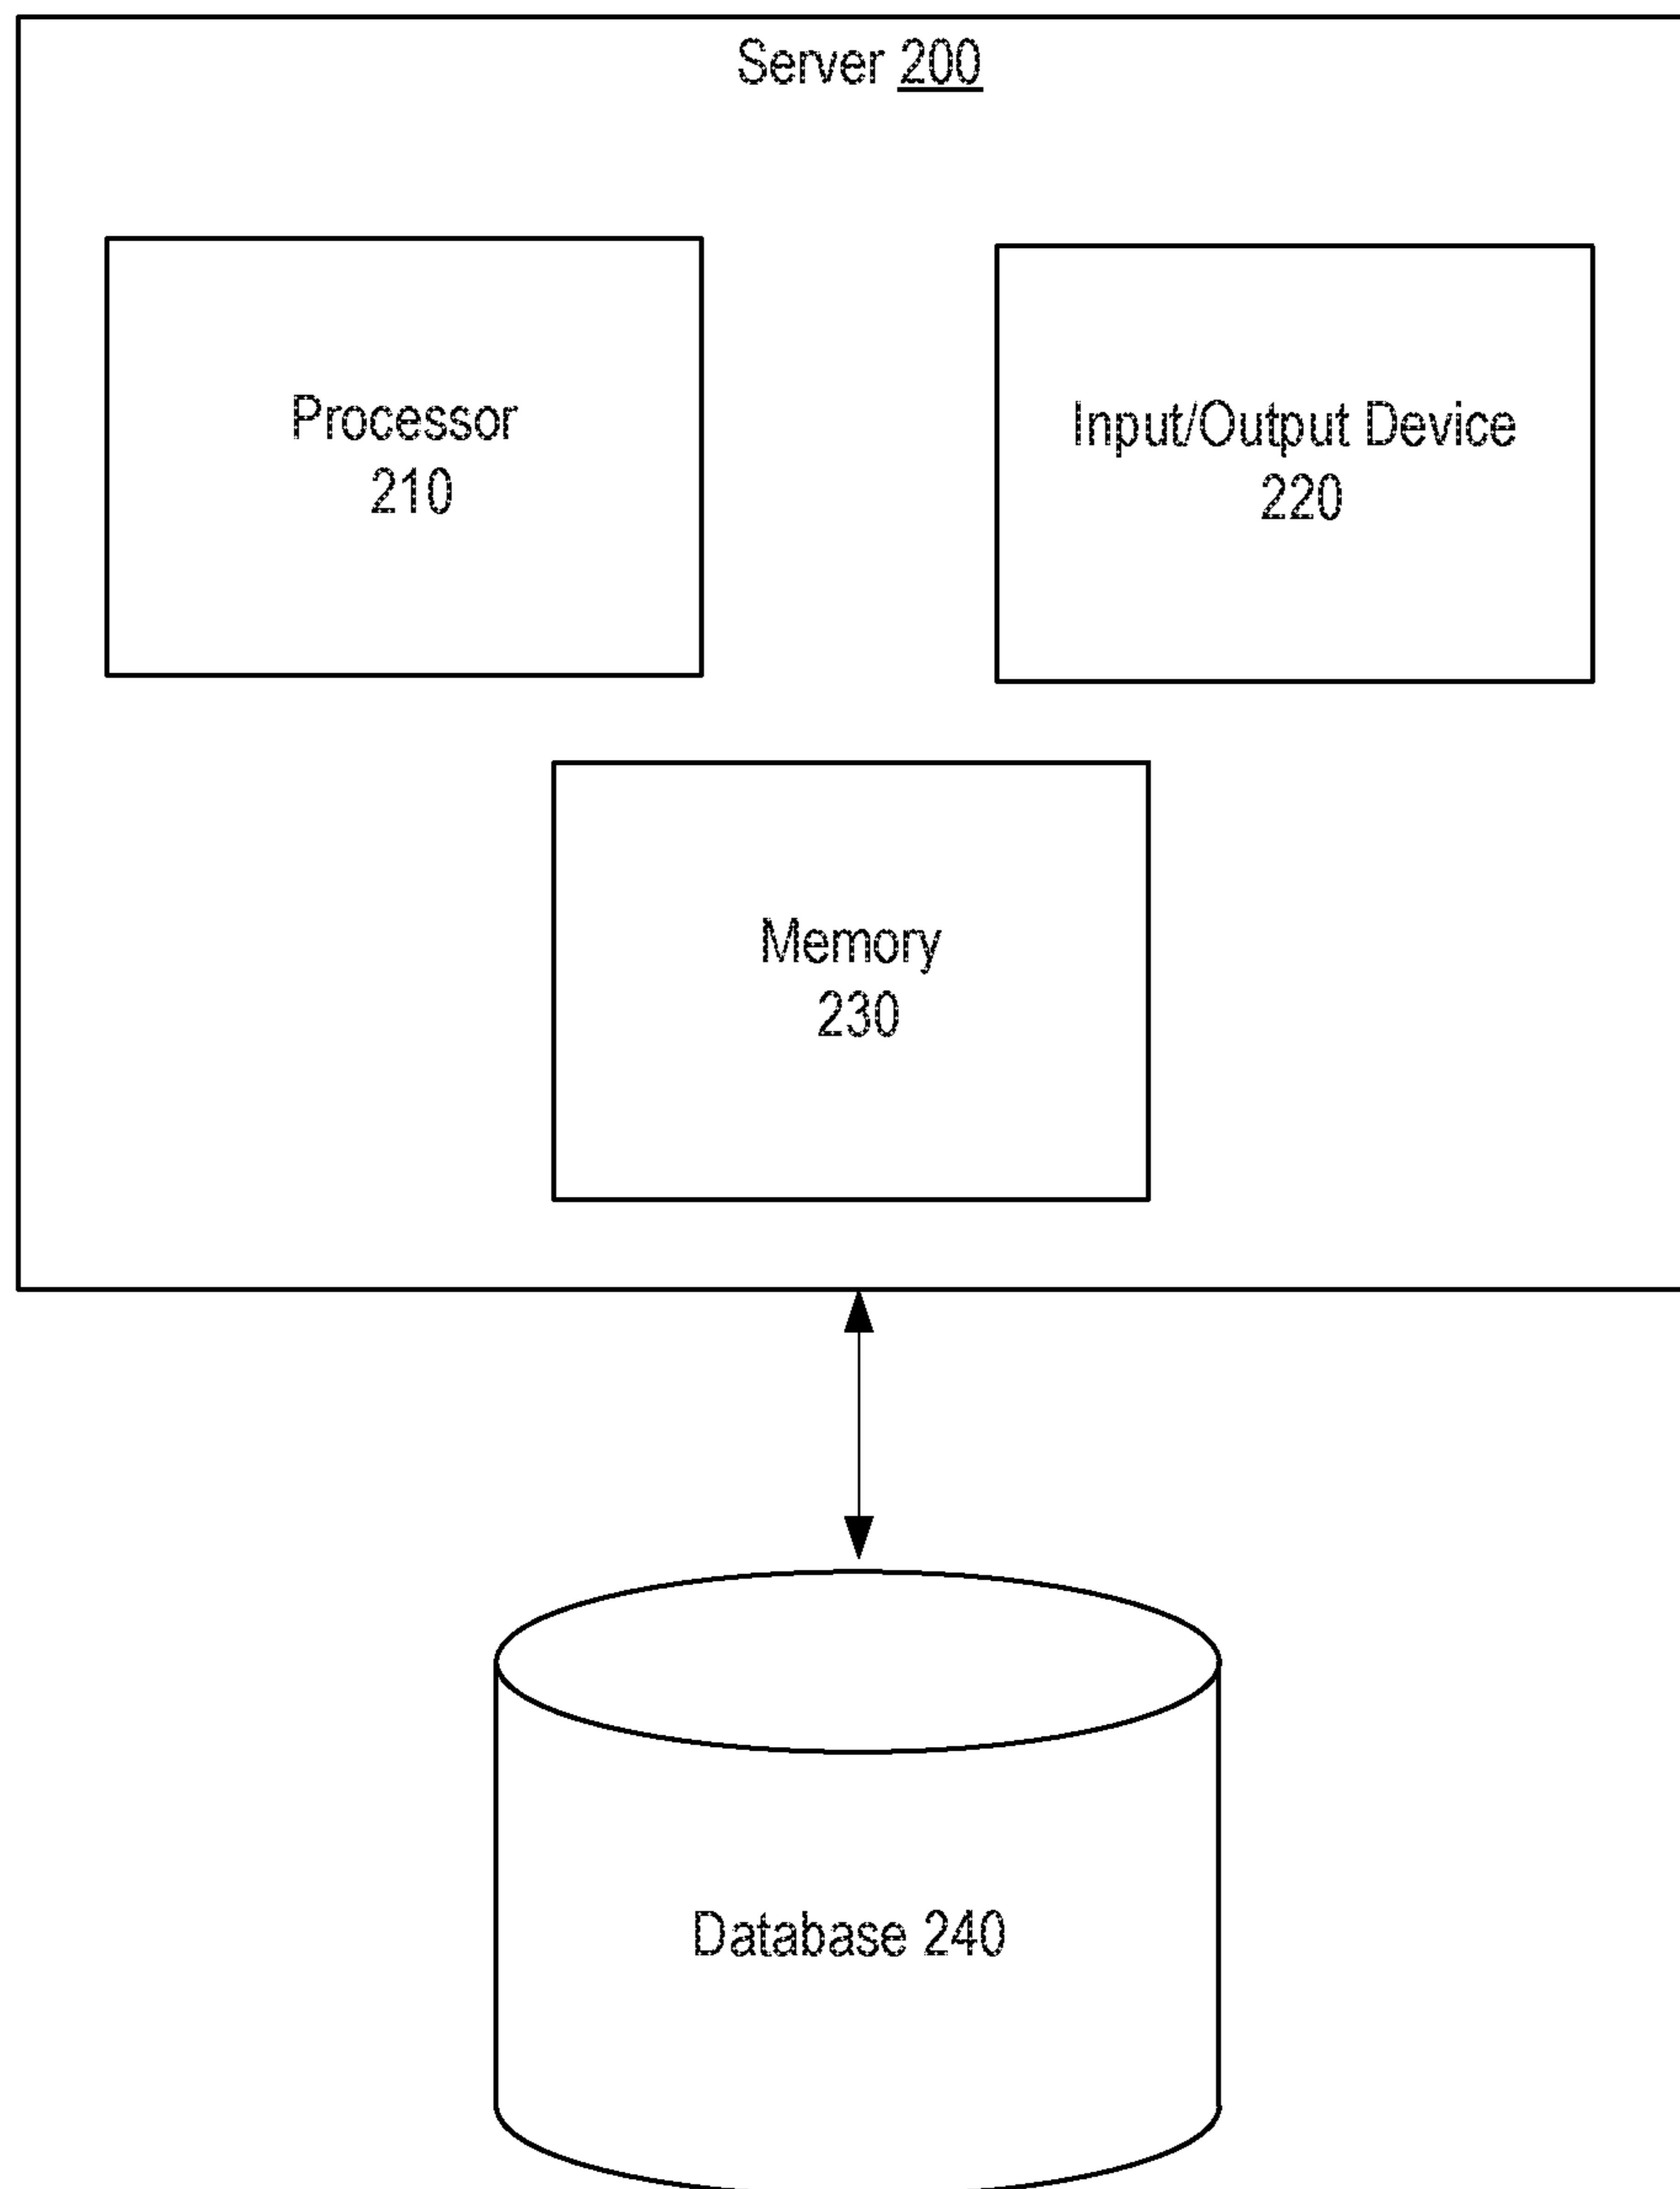 Server 200
Processor
210
Input/Output Device
220
Memory
230
Database 240